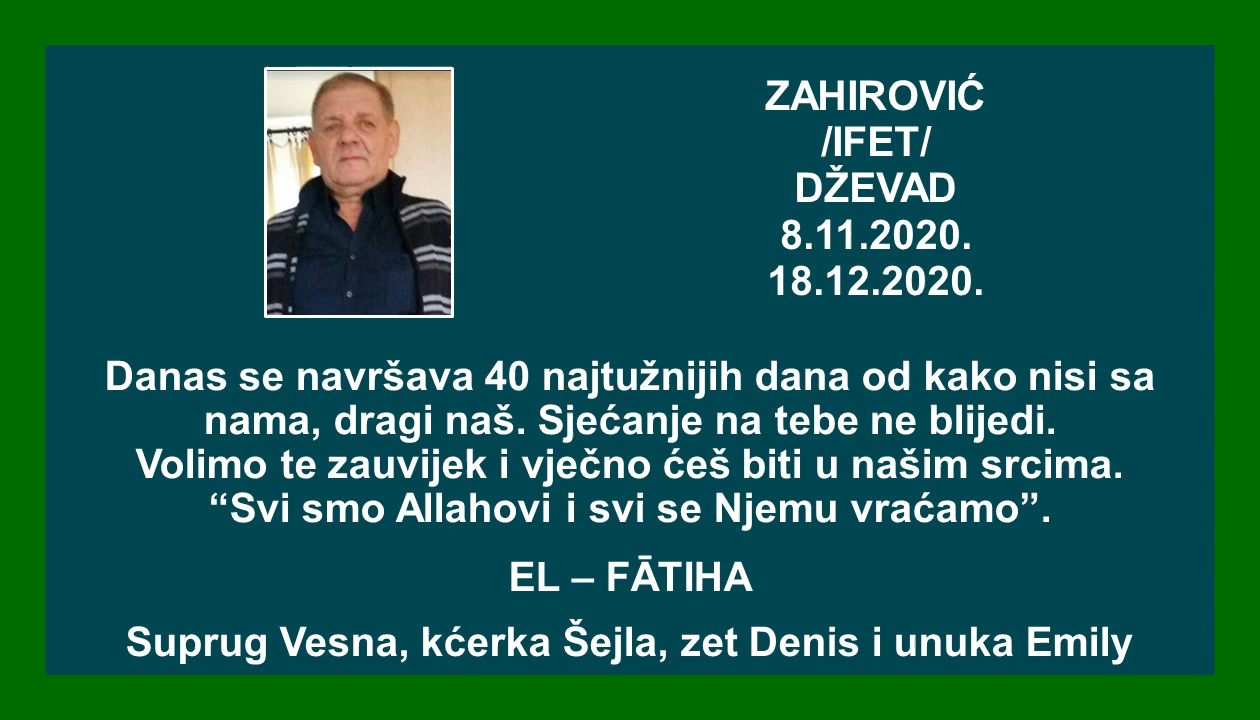 ZAHIROVIĆ
/IFET/
DŽEVAD
8.11.2020.
18.12.2020.
Danas se navršava 40 najtužnijih dana od kako nisi sa
nama, dragi naš. Sjećanje na tebe ne blijedi.
Volimo te zauvijek i vječno ćeš biti u našim srcima.
“Svi smo Allahovi i svi se Njemu vraćamo”.
EL – FĀTIHA
Suprug Vesna, kćerka Šejla, zet Denis i unuka Emily